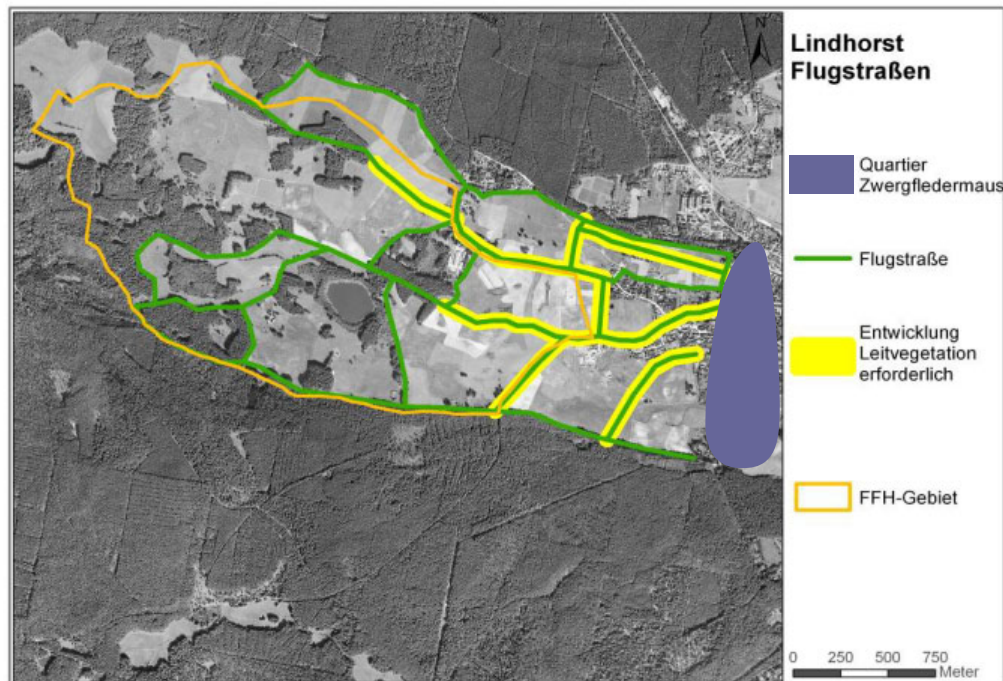 N
Lindhorst
Flugstraßen
Quartier
Zwergfledermaus
Flugstraße
Entwicklung
Leitvegetation
erforderlich
FFH-Gebiet
0 250 500 750
Meter